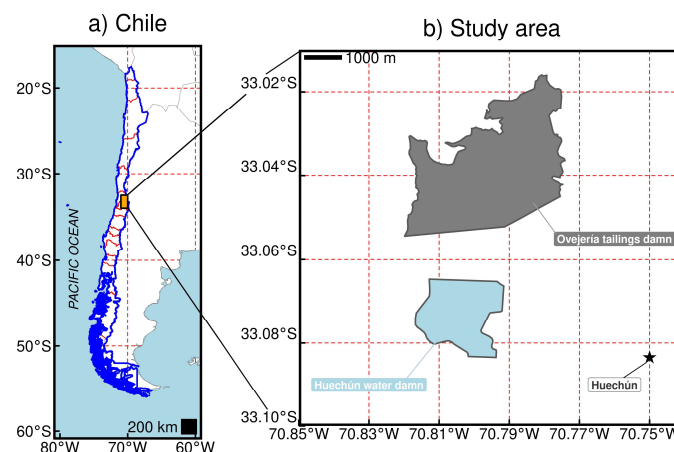 a) Chile
b) Study area
1000 m
20°S
30°S
40°S
50°S
60°S
80°W
70°W
60°W
PACIFIC OCEAN
200 km
33.02°S
33.04°S
33.06°S
33.08°S
33.10°S
70.85°W
70.83°W
70.81°W
70.79°W
70.77°W
70.75°W
Ovejería tailings damn
Huechún water damn
Huechún